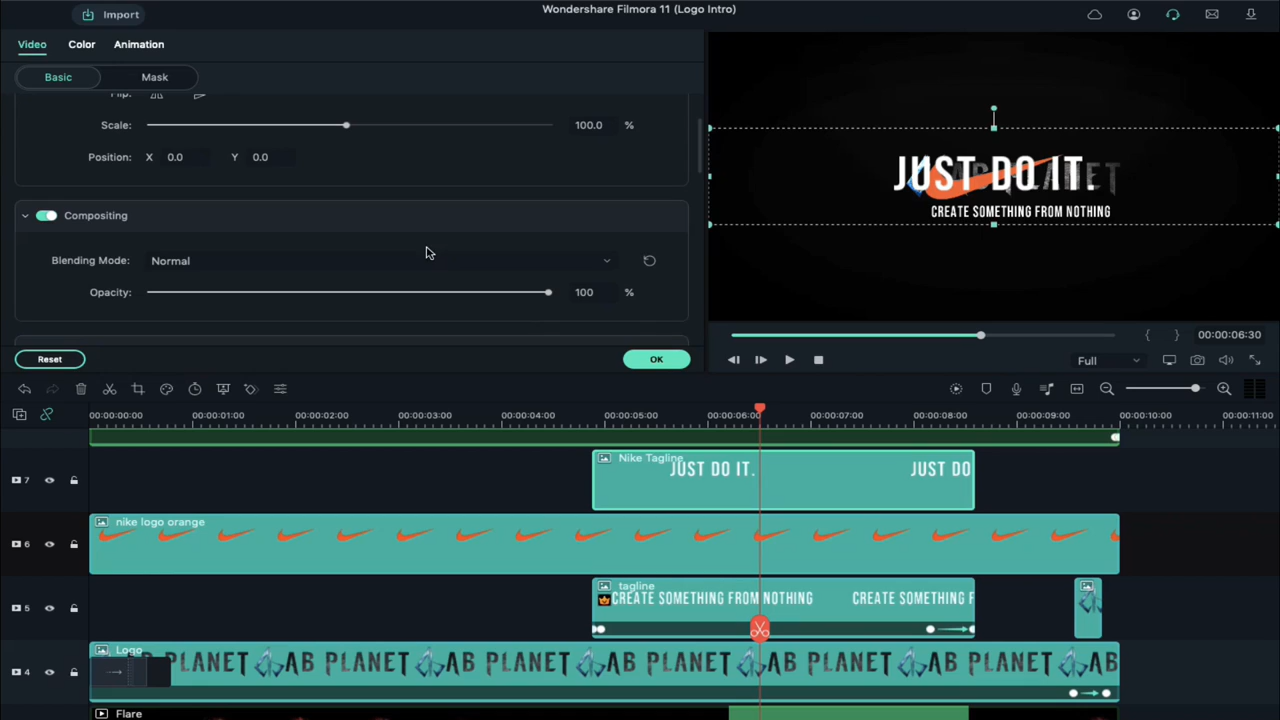 Wondershare Filmora 11 (Logo Intro)
Import
Video Color Animation
Basic Mask
Flip:
Scale: 100.0 %
Position: X 0.0 Y 0.0
Compositing
Blending Mode: Normal
Opacity: 100 %
Reset OK
JUST DO IT.
AB PLANET
CREATE SOMETHING FROM NOTHING
{ } 00:00:06:30
Full
00:00:00:00 00:00:01:00 00:00:02:00 00:00:03:00 00:00:04:00 00:00:05:00 00:00:06:00 00:00:07:00 00:00:08:00 00:00:09:00 00:00:10:00 00:00:11:00
7 Nike Tagline
JUST DO IT. JUST DO
6 nike logo orange
5 tagline
CREATE SOMETHING FROM NOTHING CREATE SOMETHING F
4 Logo
PLANET AB PLANET AB PLANET AB PLANET AB PLANET AB
Flare